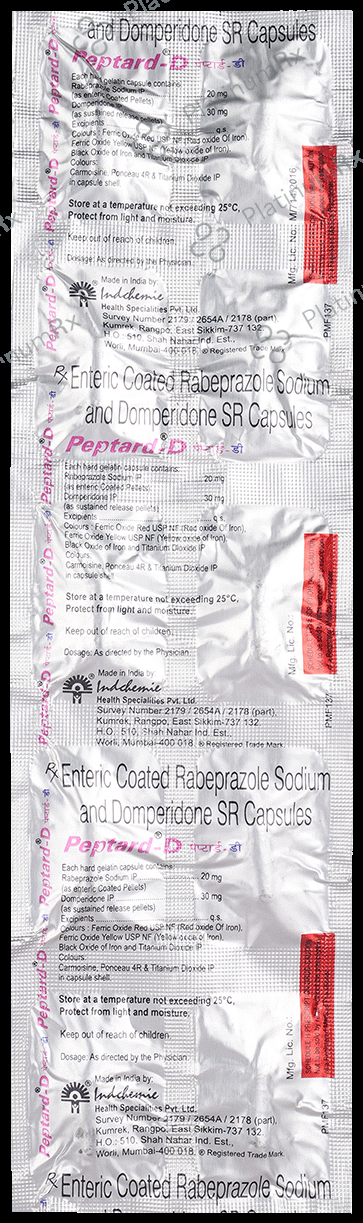 and Domperidone SR Capsules
Peptard®-D पेप्टार्ड-डी
Each hard gelatin capsule contains:
Rabeprazole Sodium IP 20 mg
(as enteric Coated Pellets)
Domperidone IP 30 mg
(as sustained release pellets)
Excipients q.s.
Colours : Ferric Oxide Red USP NF (Red oxide Of Iron),
Ferric Oxide Yellow USP NF (Yellow oxide of Iron),
Black Oxide of Iron and Titanium Dioxide IP
Colours:
Carmoisine, Ponceau 4R & Titanium Dioxide IP
in capsule shell.
Store at a temperature not exceeding 25°C,
Protect from light and moisture.
Keep out of reach of children.
Dosage: As directed by the Physician.
Made in India by:
Indchemie
Health Specialities Pvt. Ltd.
Survey Number 2179 / 2654A / 2178 (part)
Kumrek, Rangpo, East Sikkim-737 132.
H.O.: 510, Shah Nahar Ind. Est.,
Worli, Mumbai-400 018. ® Registered Trade Mark.
Mfg. Lic. No.:
PMF137
Rx Enteric Coated Rabeprazole Sodium
and Domperidone SR Capsules
Peptard®-D पेप्टार्ड-डी
Each hard gelatin capsule contains:
Rabeprazole Sodium IP 20 mg
(as enteric Coated Pellets)
Domperidone IP 30 mg
(as sustained release pellets)
Excipients q.s.
Colours : Ferric Oxide Red USP NF (Red oxide Of Iron),
Ferric Oxide Yellow USP NF (Yellow oxide of Iron),
Black Oxide of Iron and Titanium Dioxide IP
Colours:
Carmoisine, Ponceau 4R & Titanium Dioxide IP
in capsule shell.
Store at a temperature not exceeding 25°C,
Protect from light and moisture.
Keep out of reach of children.
Dosage: As directed by the Physician.
Made in India by:
Indchemie
Health Specialities Pvt. Ltd.
Survey Number 2179 / 2654A / 2178 (part),
Kumrek, Rangpo, East Sikkim-737 132.
H.O.: 510, Shah Nahar Ind. Est.,
Worli, Mumbai-400 018. ® Registered Trade Mark.
Mfg. Lic. No.:
PMF137
Rx Enteric Coated Rabeprazole Sodium
and Domperidone SR Capsules
Peptard®-D पेप्टार्ड-डी
Each hard gelatin capsule contains:
Rabeprazole Sodium IP 20 mg
(as enteric Coated Pellets)
Domperidone IP 30 mg
(as sustained release pellets)
Excipients q.s.
Colours : Ferric Oxide Red USP NF (Red oxide Of Iron),
Ferric Oxide Yellow USP NF (Yellow oxide of Iron),
Black Oxide of Iron and Titanium Dioxide IP
Colours:
Carmoisine, Ponceau 4R & Titanium Dioxide IP
in capsule shell.
Store at a temperature not exceeding 25°C,
Protect from light and moisture.
Keep out of reach of children.
Dosage: As directed by the Physician.
Made in India by:
Indchemie
Health Specialities Pvt. Ltd.
Survey Number 2179 / 2654A / 2178 (part),
Kumrek, Rangpo, East Sikkim-737 132.
H.O.: 510, Shah Nahar Ind. Est.,
Worli, Mumbai-400 018. ® Registered Trade Mark.
Mfg. Lic. No.:
PMF137
Rx Enteric Coated Rabeprazole Sodium